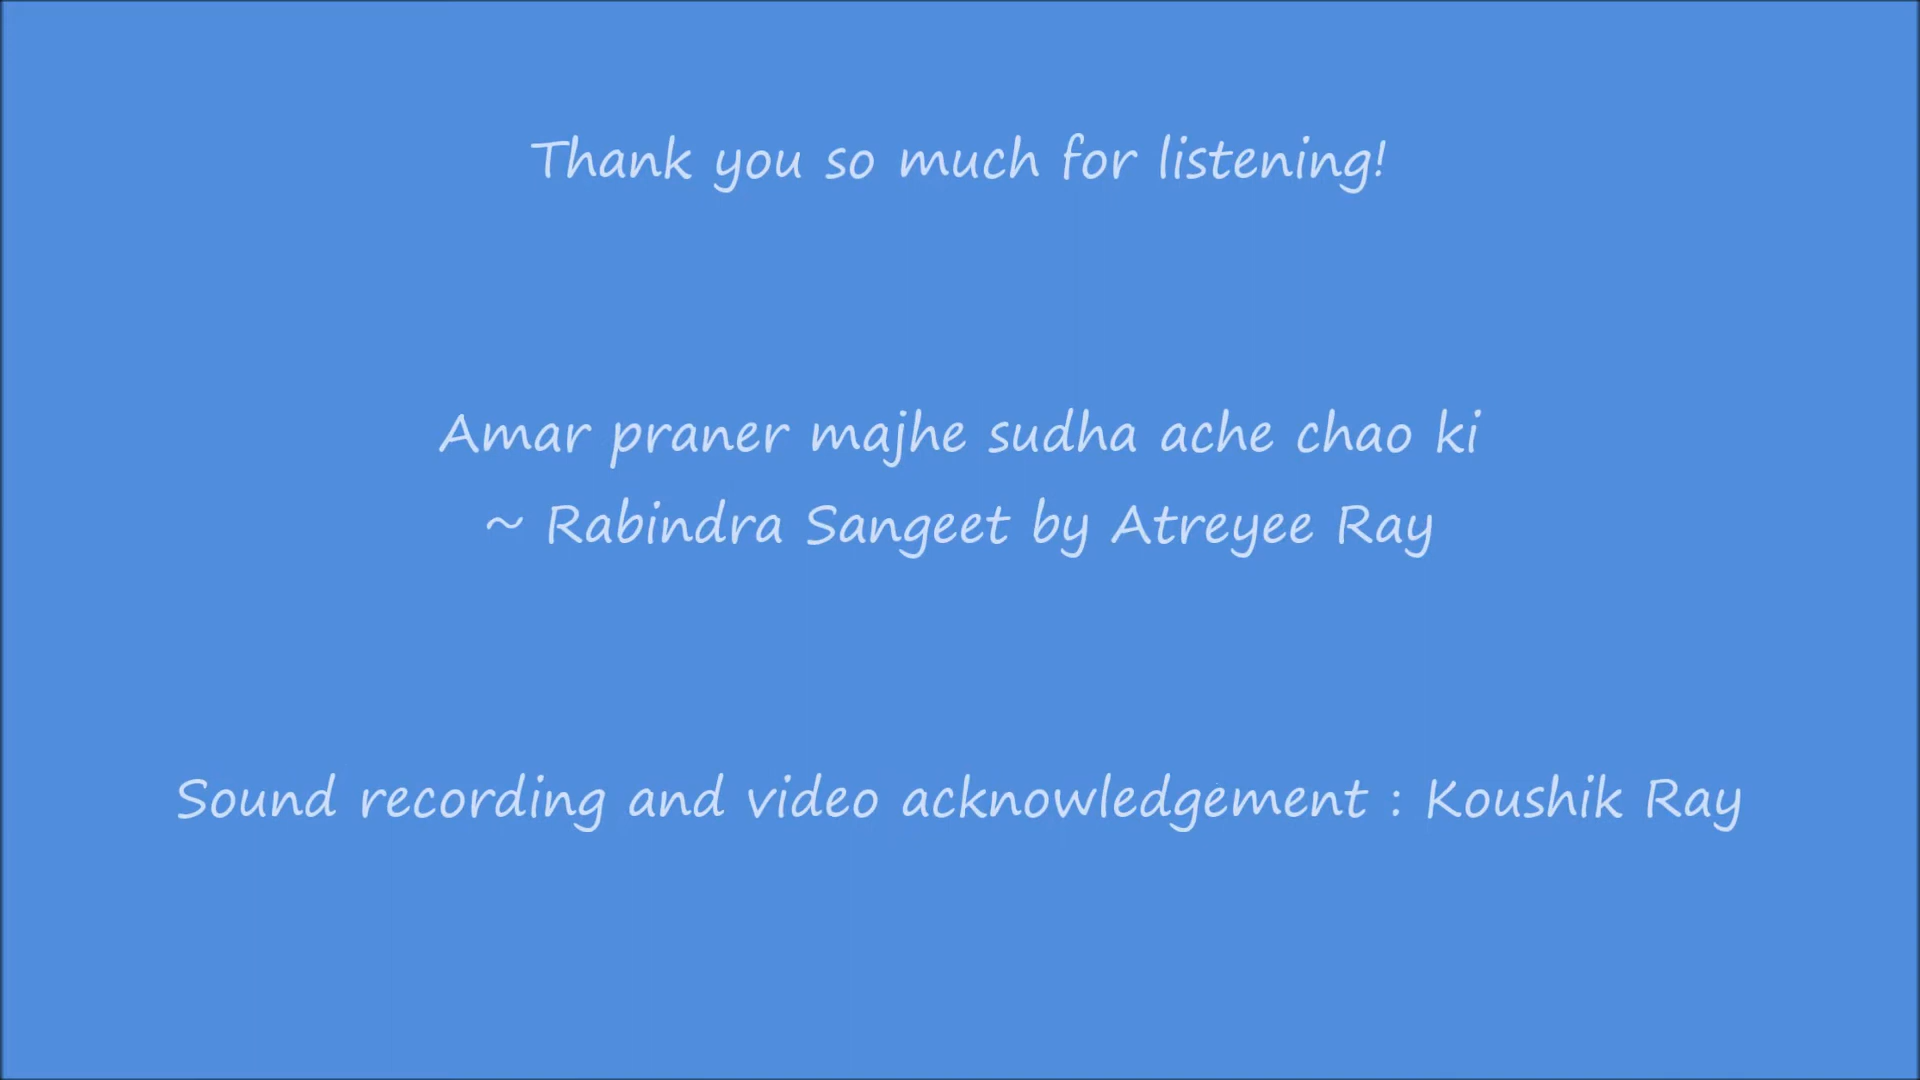 Thank you so much for listening!
Amar praner majhe sudha ache chao ki
~ Rabindra Sangeet by Atreyee Ray
Sound recording and video acknowledgement : Koushik Ray